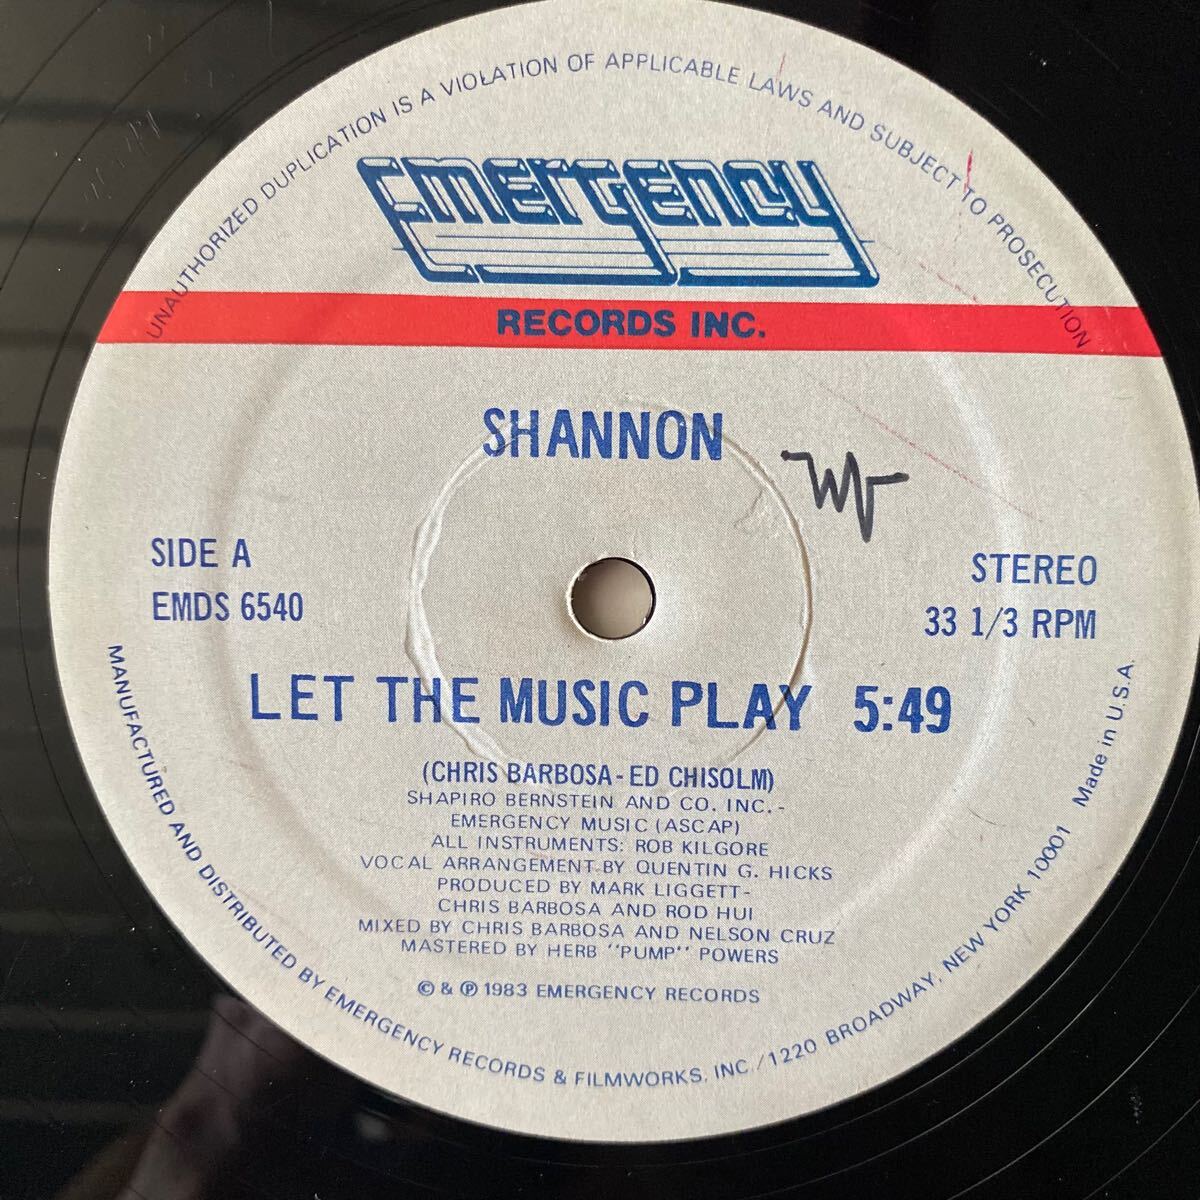 UNAUTHORIZED DUPLICATION IS A VIOLATION OF APPLICABLE LAWS AND SUBJECT TO PROSECUTION
Emergency
RECORDS INC.
SHANNON
SIDE A
EMDS 6540
STEREO
33 1/3 RPM
LET THE MUSIC PLAY 5:49
(CHRIS BARBOSA-ED CHISOLM)
SHAPIRO BERNSTEIN AND CO. INC.-
EMERGENCY MUSIC (ASCAP)
ALL INSTRUMENTS: ROB KILGORE
VOCAL ARRANGEMENT BY QUENTIN G. HICKS
PRODUCED BY MARK LIGGETT-
CHRIS BARBOSA AND ROD HUI
MIXED BY CHRIS BARBOSA AND NELSON CRUZ
MASTERED BY HERB "PUMP" POWERS
© & ℗ 1983 EMERGENCY RECORDS
MANUFACTURED AND DISTRIBUTED BY EMERGENCY RECORDS & FILMWORKS, INC./1220 BROADWAY, NEW YORK 10001 Made in U.S.A.